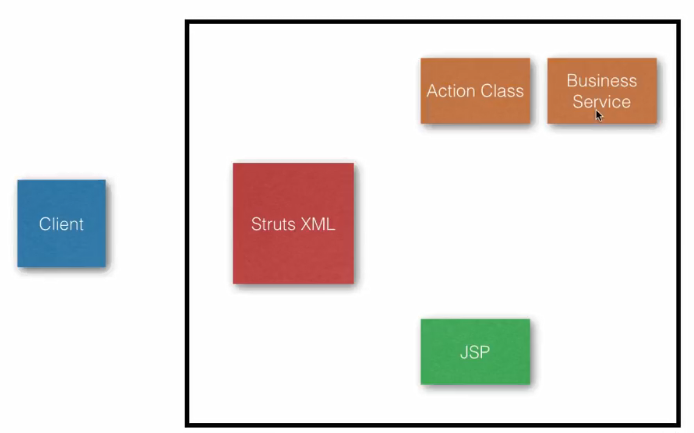 Action Class
Business
Service
Client
Struts XML
JSP